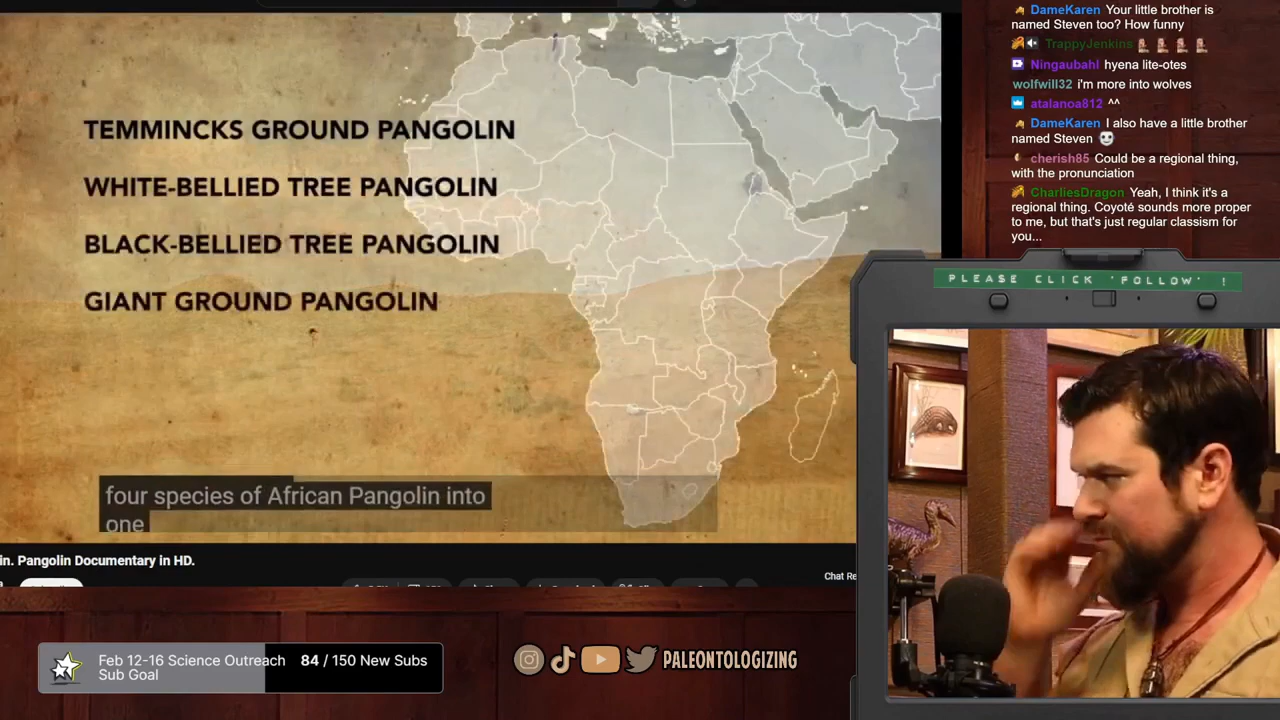 TEMMINCKS GROUND PANGOLIN
WHITE-BELLIED TREE PANGOLIN
BLACK-BELLIED TREE PANGOLIN
GIANT GROUND PANGOLIN
four species of African Pangolin into
one
in. Pangolin Documentary in HD.
Chat Re
DameKaren Your little brother is
named Steven too? How funny
TrappyJenkins
Ningaubahl hyena lite-otes
wolfwill32 i'm more into wolves
atalanoa812 ^^
DameKaren I also have a little brother
named Steven
cherish85 Could be a regional thing,
with the pronunciation
CharliesDragon Yeah, I think it's a
regional thing. Coyoté sounds more proper
to me, but that's just regular classism for
you...
PLEASE CLICK 'FOLLOW' !
Feb 12-16 Science Outreach 84 / 150 New Subs
Sub Goal
PALEONTOLOGIZING